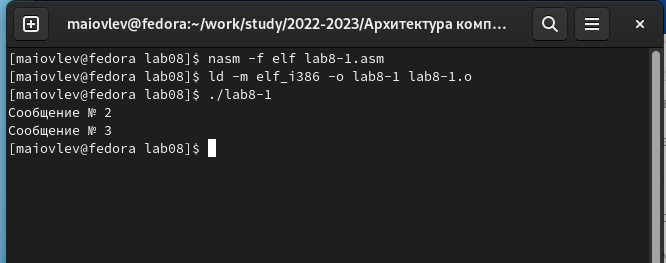 maiovlev@fedora:~/work/study/2022-2023/Архитектура комп…
[maiovlev@fedora lab08]$ nasm -f elf lab8-1.asm
[maiovlev@fedora lab08]$ ld -m elf_i386 -o lab8-1 lab8-1.o
[maiovlev@fedora lab08]$ ./lab8-1
Сообщение № 2
Сообщение № 3
[maiovlev@fedora lab08]$